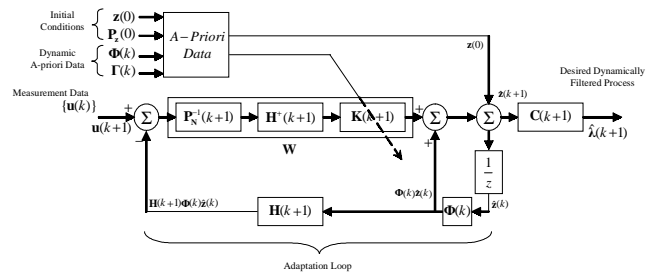 Initial
Conditions
z(0)
P_z(0)
Dynamic
A-priori Data
Φ(k)
Γ(k)
A-Priori
Data
z(0)
Measurement Data
{u(k)}
u(k+1)
+
Σ
−
P_N^{-1}(k+1)
H^+(k+1)
K(k+1)
W
+
Σ
+
Σ
ẑ(k+1)
C(k+1)
Desired Dynamically
Filtered Process
λ̂(k+1)
1
z
ẑ(k)
Φ(k)
Φ(k)ẑ(k)
H(k+1)
H(k+1)Φ(k)ẑ(k)
Adaptation Loop